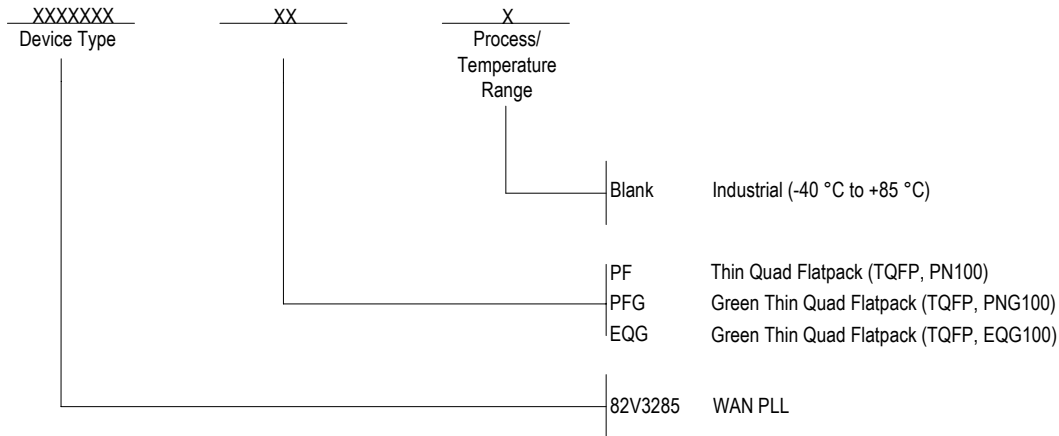 XXXXXXX XX X
Device Type Process/
Temperature
Range
Blank Industrial (-40 °C to +85 °C)
PF Thin Quad Flatpack (TQFP, PN100)
PFG Green Thin Quad Flatpack (TQFP, PNG100)
EQG Green Thin Quad Flatpack (TQFP, EQG100)
82V3285 WAN PLL